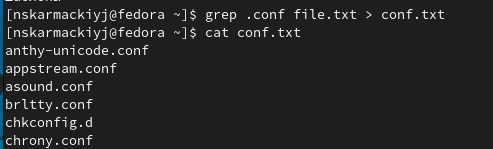 [nskarmackiyj@fedora ~]$ grep .conf file.txt > conf.txt
[nskarmackiyj@fedora ~]$ cat conf.txt
anthy-unicode.conf
appstream.conf
asound.conf
brltty.conf
chkconfig.d
chrony.conf